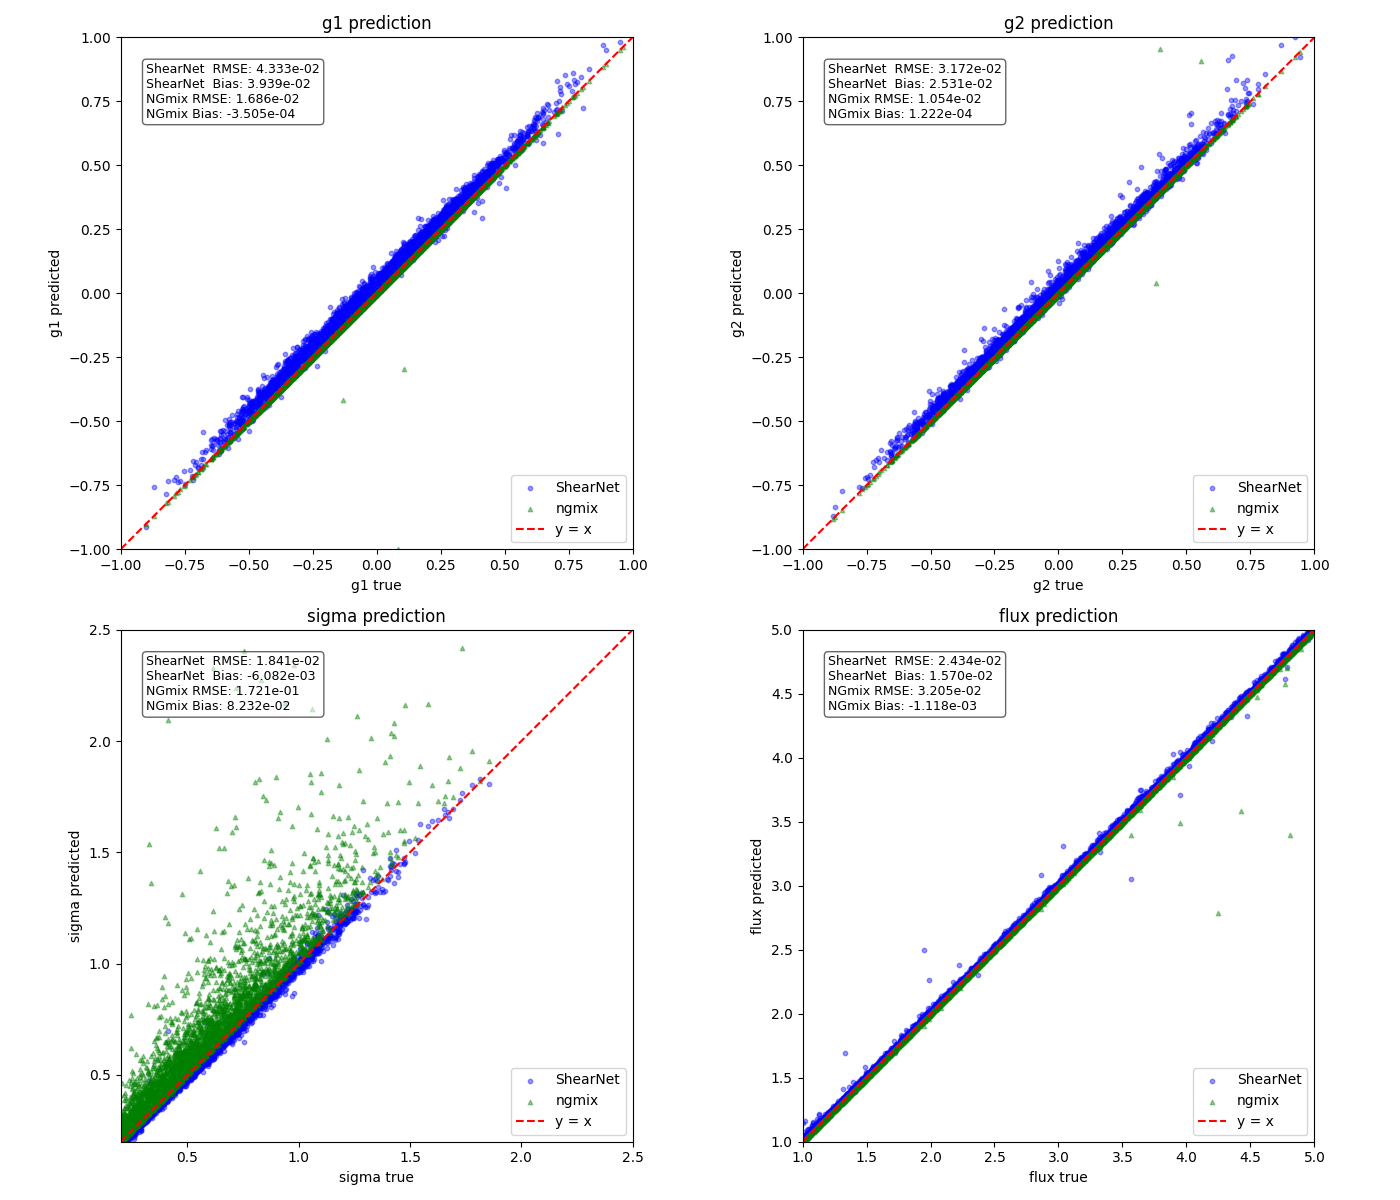 g1 prediction
1.00
0.75
0.50
0.25
0.00
−0.25
−0.50
−0.75
−1.00
g1 predicted
ShearNet  RMSE: 4.333e-02
ShearNet  Bias: 3.939e-02
NGmix RMSE: 1.686e-02
NGmix Bias: -3.505e-04
ShearNet
ngmix
y = x
−1.00 −0.75 −0.50 −0.25 0.00 0.25 0.50 0.75 1.00
g1 true
g2 prediction
1.00
0.75
0.50
0.25
0.00
−0.25
−0.50
−0.75
−1.00
g2 predicted
ShearNet  RMSE: 3.172e-02
ShearNet  Bias: 2.531e-02
NGmix RMSE: 1.054e-02
NGmix Bias: 1.222e-04
ShearNet
ngmix
y = x
−1.00 −0.75 −0.50 −0.25 0.00 0.25 0.50 0.75 1.00
g2 true
sigma prediction
2.5
2.0
1.5
1.0
0.5
sigma predicted
ShearNet  RMSE: 1.841e-02
ShearNet  Bias: -6.082e-03
NGmix RMSE: 1.721e-01
NGmix Bias: 8.232e-02
ShearNet
ngmix
y = x
0.5 1.0 1.5 2.0 2.5
sigma true
flux prediction
5.0
4.5
4.0
3.5
3.0
2.5
2.0
1.5
1.0
flux predicted
ShearNet  RMSE: 2.434e-02
ShearNet  Bias: 1.570e-02
NGmix RMSE: 3.205e-02
NGmix Bias: -1.118e-03
ShearNet
ngmix
y = x
1.0 1.5 2.0 2.5 3.0 3.5 4.0 4.5 5.0
flux true